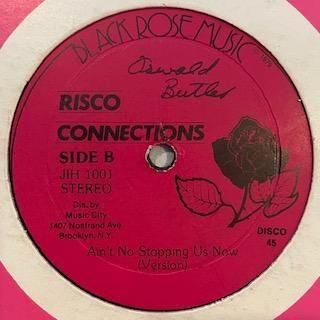 BLACK ROSE MUSIC
1979
Oswald
Butler
RISCO
CONNECTIONS
SIDE B
JIH 1001
STEREO
Dis. by
Music City
1407 Nostrand Ave.
Brooklyn, N.Y.
DISCO
45
Ain't No Stopping Us Now
(Version)